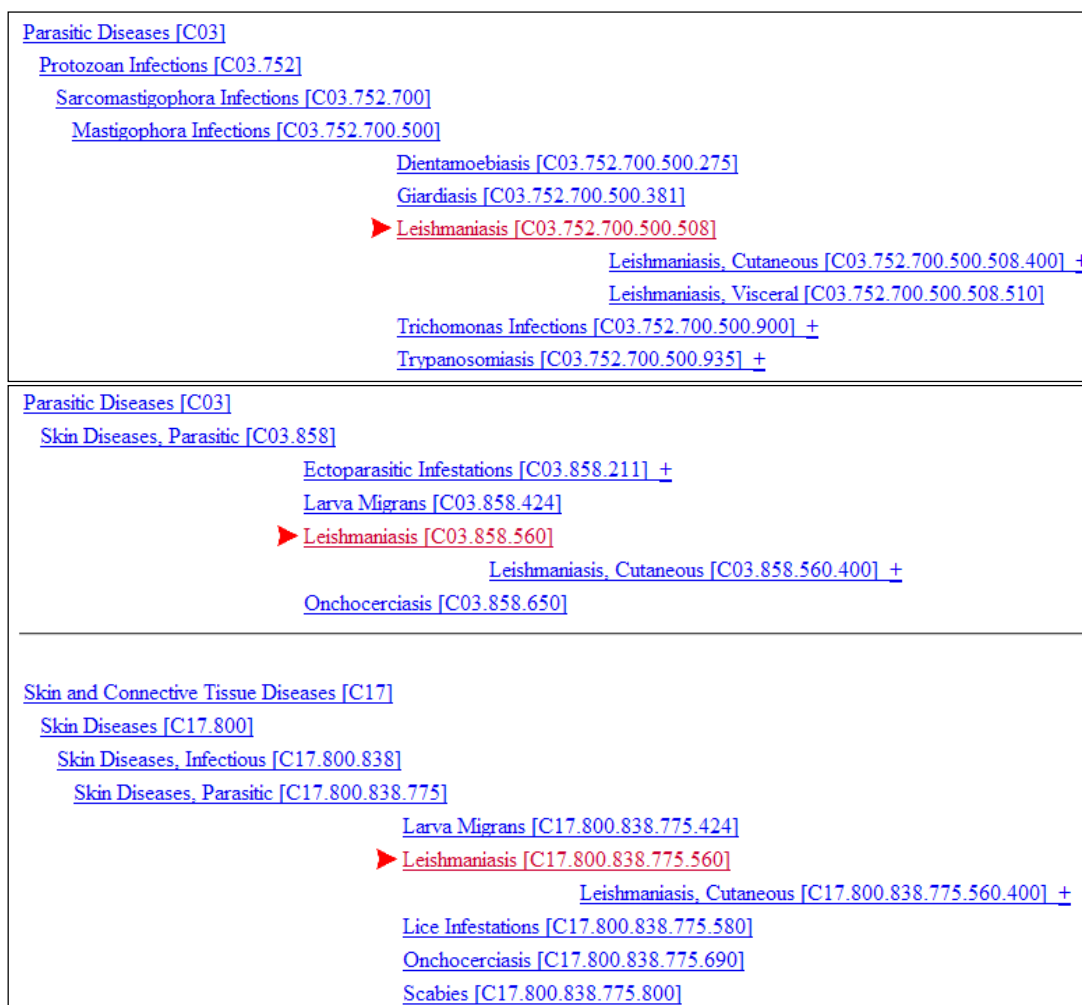 Parasitic Diseases [C03]
Protozoan Infections [C03.752]
Sarcomastigophora Infections [C03.752.700]
Mastigophora Infections [C03.752.700.500]
Dientamoebiasis [C03.752.700.500.275]
Giardiasis [C03.752.700.500.381]
Leishmaniasis [C03.752.700.500.508]
Leishmaniasis, Cutaneous [C03.752.700.500.508.400] +
Leishmaniasis, Visceral [C03.752.700.500.508.510]
Trichomonas Infections [C03.752.700.500.900] +
Trypanosomiasis [C03.752.700.500.935] +
Parasitic Diseases [C03]
Skin Diseases, Parasitic [C03.858]
Ectoparasitic Infestations [C03.858.211] +
Larva Migrans [C03.858.424]
Leishmaniasis [C03.858.560]
Leishmaniasis, Cutaneous [C03.858.560.400] +
Onchocerciasis [C03.858.650]
Skin and Connective Tissue Diseases [C17]
Skin Diseases [C17.800]
Skin Diseases, Infectious [C17.800.838]
Skin Diseases, Parasitic [C17.800.838.775]
Larva Migrans [C17.800.838.775.424]
Leishmaniasis [C17.800.838.775.560]
Leishmaniasis, Cutaneous [C17.800.838.775.560.400] +
Lice Infestations [C17.800.838.775.580]
Onchocerciasis [C17.800.838.775.690]
Scabies [C17.800.838.775.800]